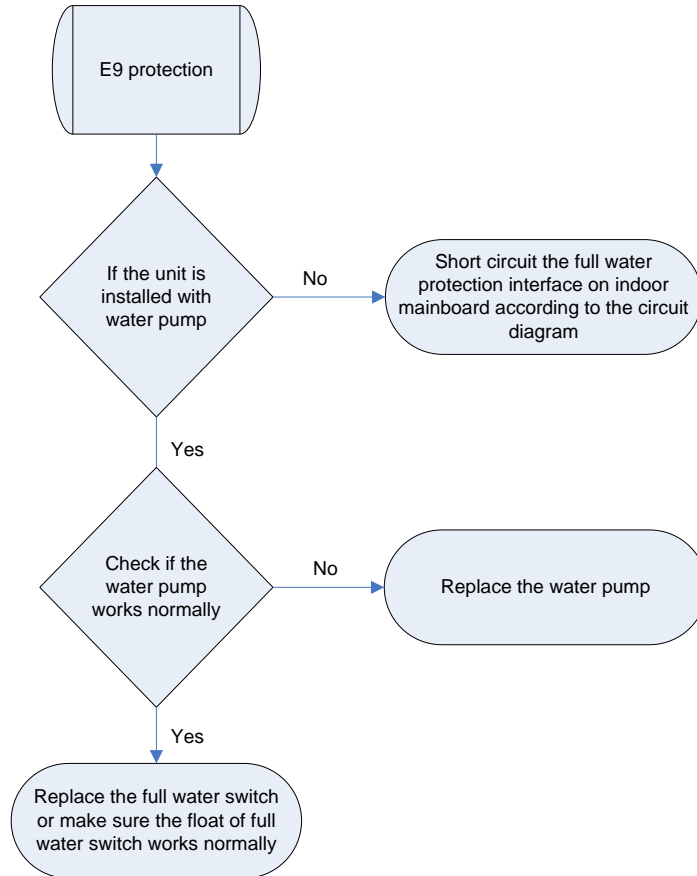 E9 protection
If the unit is
installed with
water pump
No
Short circuit the full water
protection interface on indoor
mainboard according to the circuit
diagram
Yes
Check if the
water pump
works normally
No
Replace the water pump
Yes
Replace the full water switch
or make sure the float of full
water switch works normally